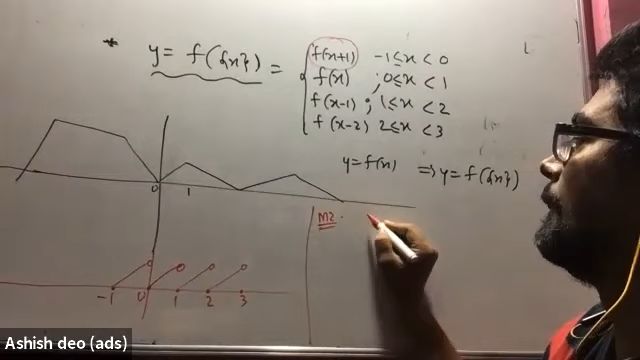 * y = f({x}) = { f(x+1) -1≤x<0
f(x) ; 0≤x<1
f(x-1) ; 1≤x<2
f(x-2) 2≤x<3
y=f(x) ⇒ y=f({x})
0 1
M2.
-1 0 1 2 3
Ashish deo (ads)